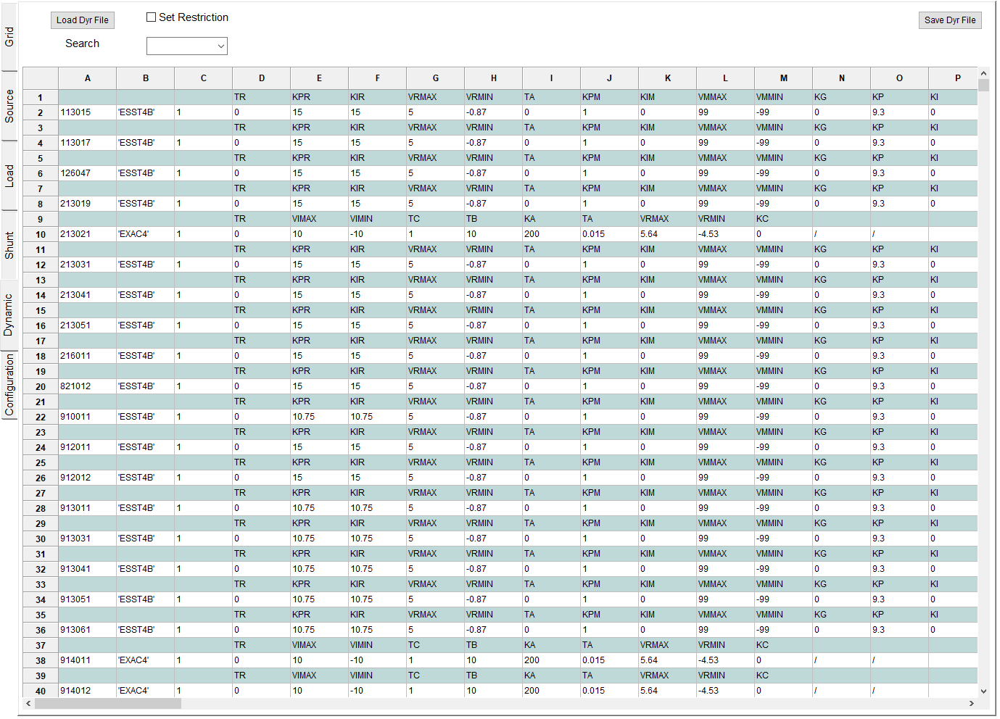 Load Dyr File Set Restriction Save Dyr File
Search
Grid
Source
Load
Shunt
Dynamic
Configuration
A B C D E F G H I J K L M N O P
1 TR KPR KIR VRMAX VRMIN TA KPM KIM VMMAX VMMIN KG KP KI
2 113015 'ESST4B' 1 0 15 15 5 -0.87 0 1 0 99 -99 0 9.3 0
3 TR KPR KIR VRMAX VRMIN TA KPM KIM VMMAX VMMIN KG KP KI
4 113017 'ESST4B' 1 0 15 15 5 -0.87 0 1 0 99 -99 0 9.3 0
5 TR KPR KIR VRMAX VRMIN TA KPM KIM VMMAX VMMIN KG KP KI
6 126047 'ESST4B' 1 0 15 15 5 -0.87 0 1 0 99 -99 0 9.3 0
7 TR KPR KIR VRMAX VRMIN TA KPM KIM VMMAX VMMIN KG KP KI
8 213019 'ESST4B' 1 0 15 15 5 -0.87 0 1 0 99 -99 0 9.3 0
9 TR VIMAX VIMIN TC TB KA TA VRMAX VRMIN KC
10 213021 'EXAC4' 1 0 10 -10 1 10 200 0.015 5.64 -4.53 0 / /
11 TR KPR KIR VRMAX VRMIN TA KPM KIM VMMAX VMMIN KG KP KI
12 213031 'ESST4B' 1 0 15 15 5 -0.87 0 1 0 99 -99 0 9.3 0
13 TR KPR KIR VRMAX VRMIN TA KPM KIM VMMAX VMMIN KG KP KI
14 213041 'ESST4B' 1 0 15 15 5 -0.87 0 1 0 99 -99 0 9.3 0
15 TR KPR KIR VRMAX VRMIN TA KPM KIM VMMAX VMMIN KG KP KI
16 213051 'ESST4B' 1 0 15 15 5 -0.87 0 1 0 99 -99 0 9.3 0
17 TR KPR KIR VRMAX VRMIN TA KPM KIM VMMAX VMMIN KG KP KI
18 216011 'ESST4B' 1 0 15 15 5 -0.87 0 1 0 99 -99 0 9.3 0
19 TR KPR KIR VRMAX VRMIN TA KPM KIM VMMAX VMMIN KG KP KI
20 821012 'ESST4B' 1 0 15 15 5 -0.87 0 1 0 99 -99 0 9.3 0
21 TR KPR KIR VRMAX VRMIN TA KPM KIM VMMAX VMMIN KG KP KI
22 910011 'ESST4B' 1 0 10.75 10.75 5 -0.87 0 1 0 99 -99 0 9.3 0
23 TR KPR KIR VRMAX VRMIN TA KPM KIM VMMAX VMMIN KG KP KI
24 912011 'ESST4B' 1 0 15 15 5 -0.87 0 1 0 99 -99 0 9.3 0
25 TR KPR KIR VRMAX VRMIN TA KPM KIM VMMAX VMMIN KG KP KI
26 912012 'ESST4B' 1 0 15 15 5 -0.87 0 1 0 99 -99 0 9.3 0
27 TR KPR KIR VRMAX VRMIN TA KPM KIM VMMAX VMMIN KG KP KI
28 913011 'ESST4B' 1 0 10.75 10.75 5 -0.87 0 1 0 99 -99 0 9.3 0
29 TR KPR KIR VRMAX VRMIN TA KPM KIM VMMAX VMMIN KG KP KI
30 913031 'ESST4B' 1 0 10.75 10.75 5 -0.87 0 1 0 99 -99 0 9.3 0
31 TR KPR KIR VRMAX VRMIN TA KPM KIM VMMAX VMMIN KG KP KI
32 913041 'ESST4B' 1 0 10.75 10.75 5 -0.87 0 1 0 99 -99 0 9.3 0
33 TR KPR KIR VRMAX VRMIN TA KPM KIM VMMAX VMMIN KG KP KI
34 913051 'ESST4B' 1 0 10.75 10.75 5 -0.87 0 1 0 99 -99 0 9.3 0
35 TR KPR KIR VRMAX VRMIN TA KPM KIM VMMAX VMMIN KG KP KI
36 913061 'ESST4B' 1 0 10.75 10.75 5 -0.87 0 1 0 99 -99 0 9.3 0
37 TR VIMAX VIMIN TC TB KA TA VRMAX VRMIN KC
38 914011 'EXAC4' 1 0 10 -10 1 10 200 0.015 5.64 -4.53 0 / /
39 TR VIMAX VIMIN TC TB KA TA VRMAX VRMIN KC
40 914012 'EXAC4' 1 0 10 -10 1 10 200 0.015 5.64 -4.53 0 / /